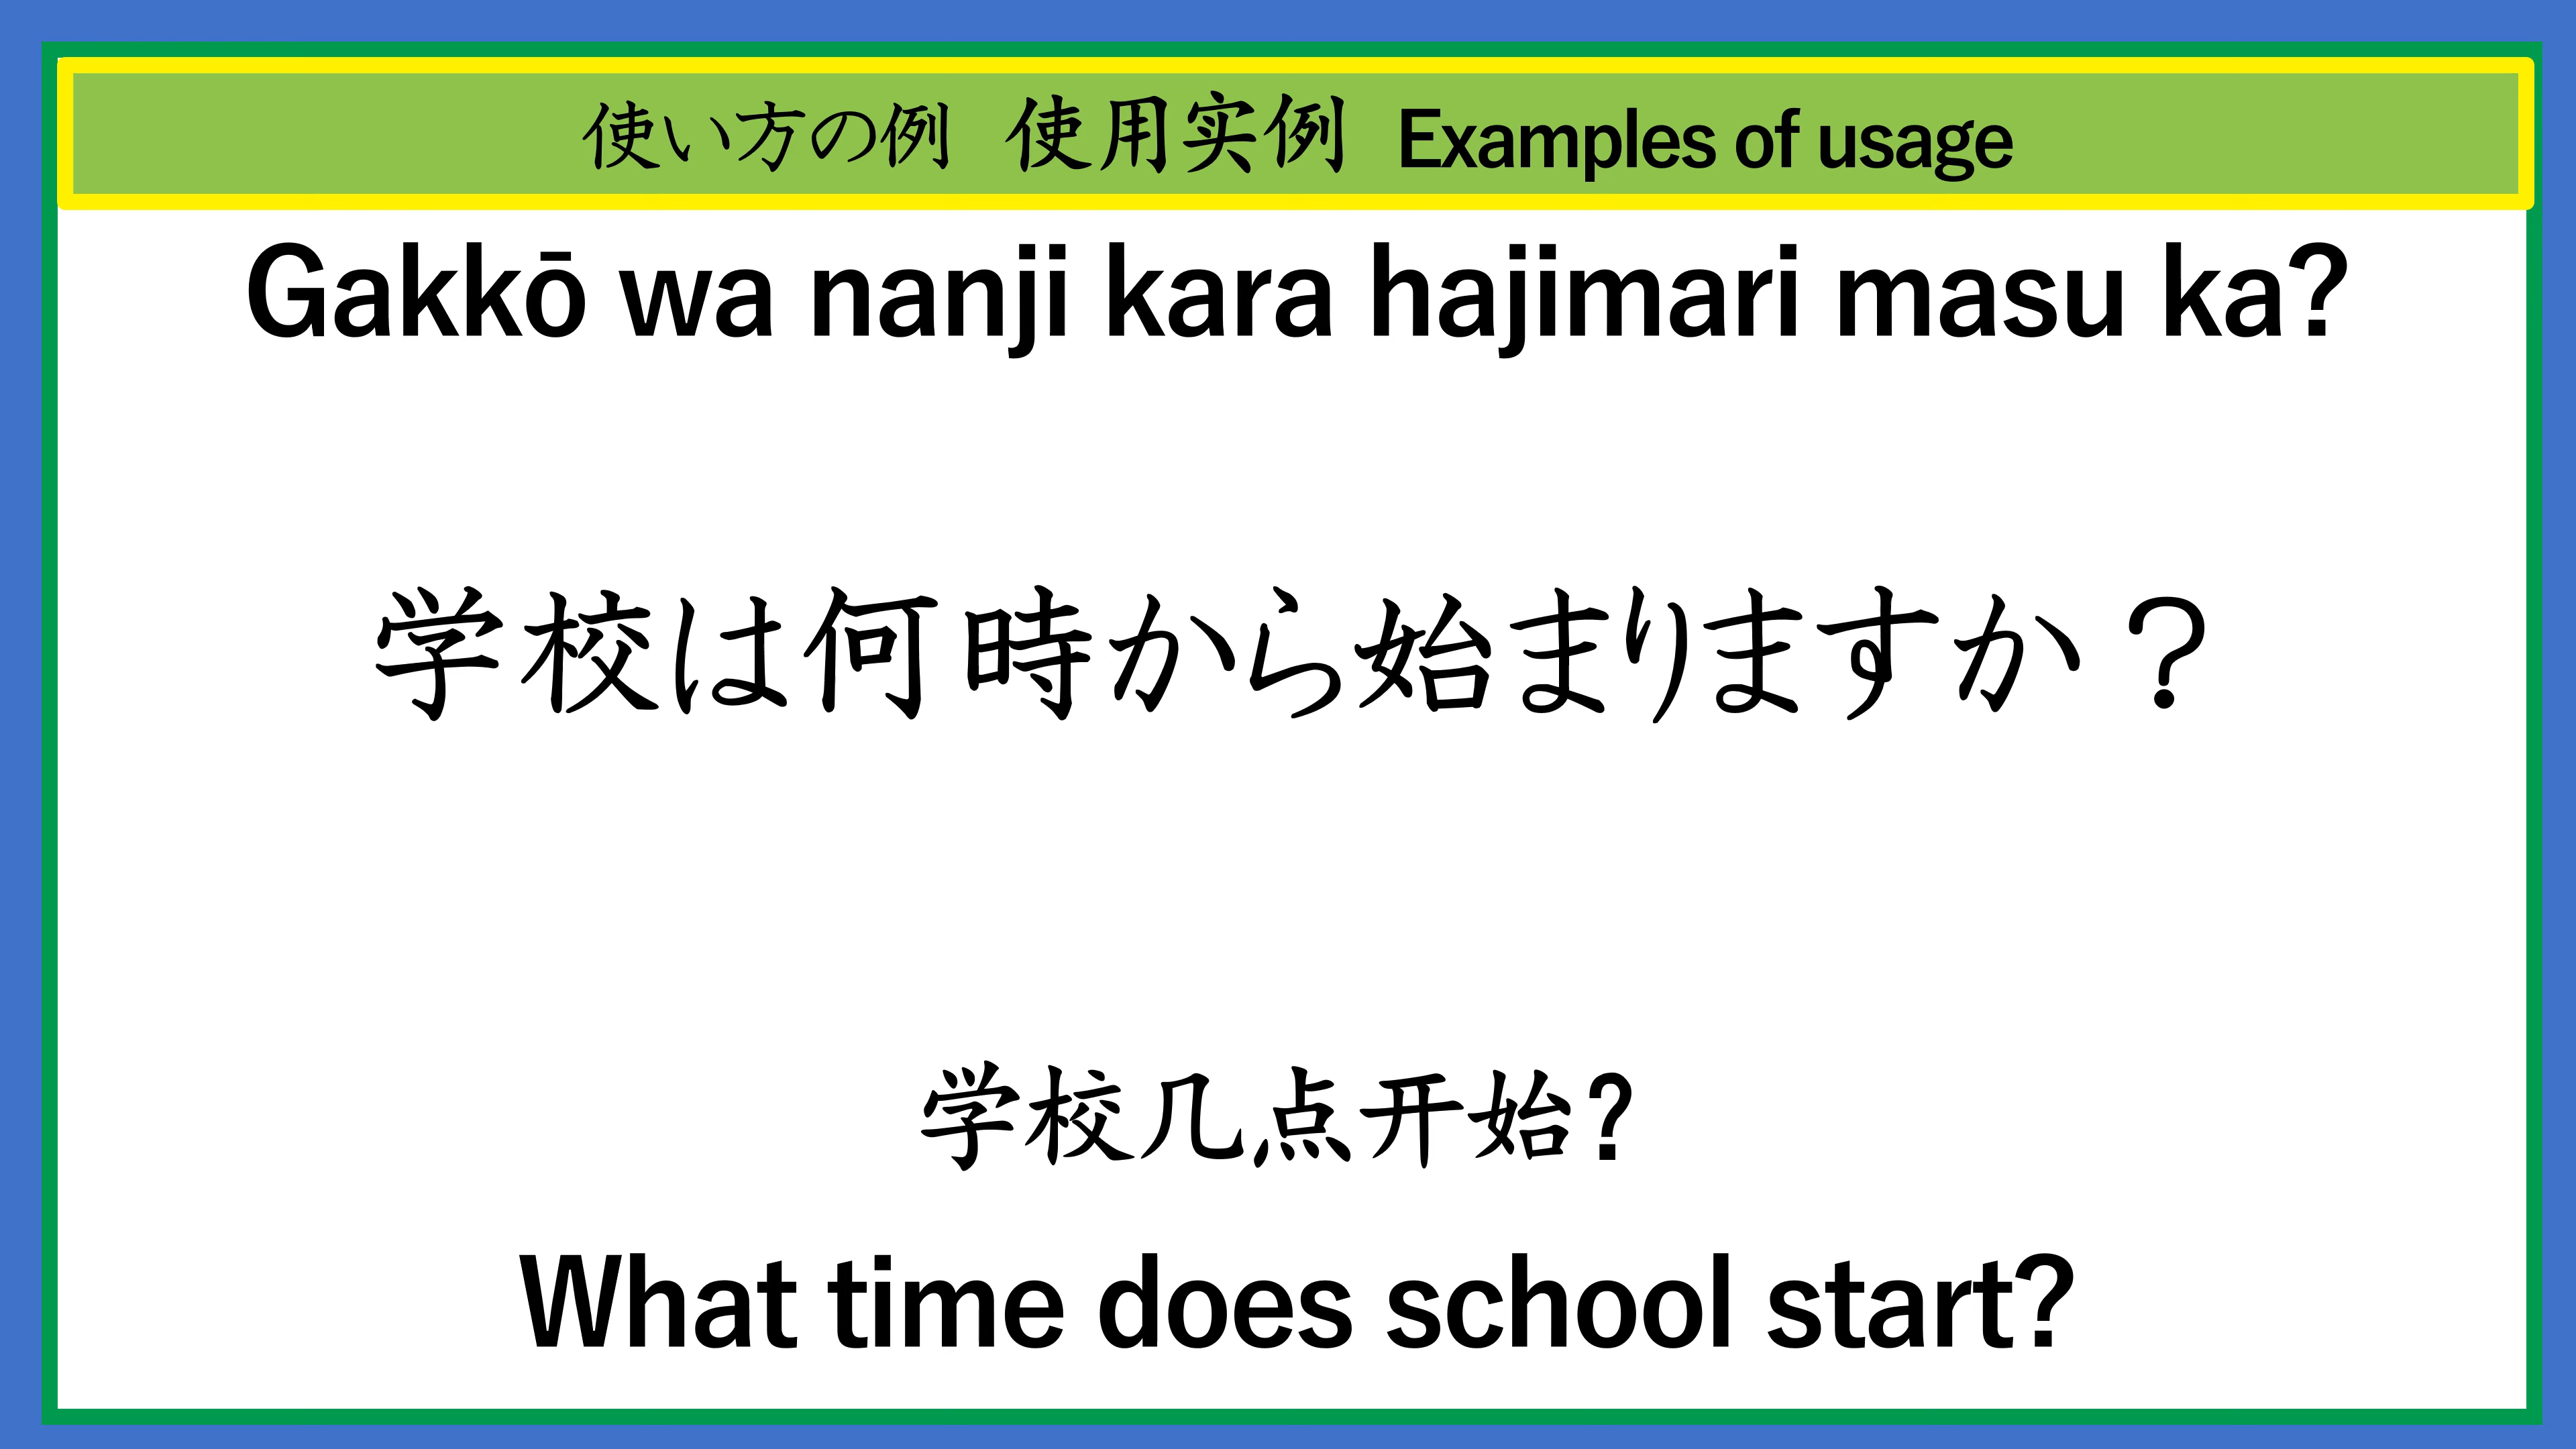 使い方の例 使用实例 Examples of usage
Gakkō wa nanji kara hajimari masu ka?
学校は何時から始まりますか？
学校几点开始?
What time does school start?